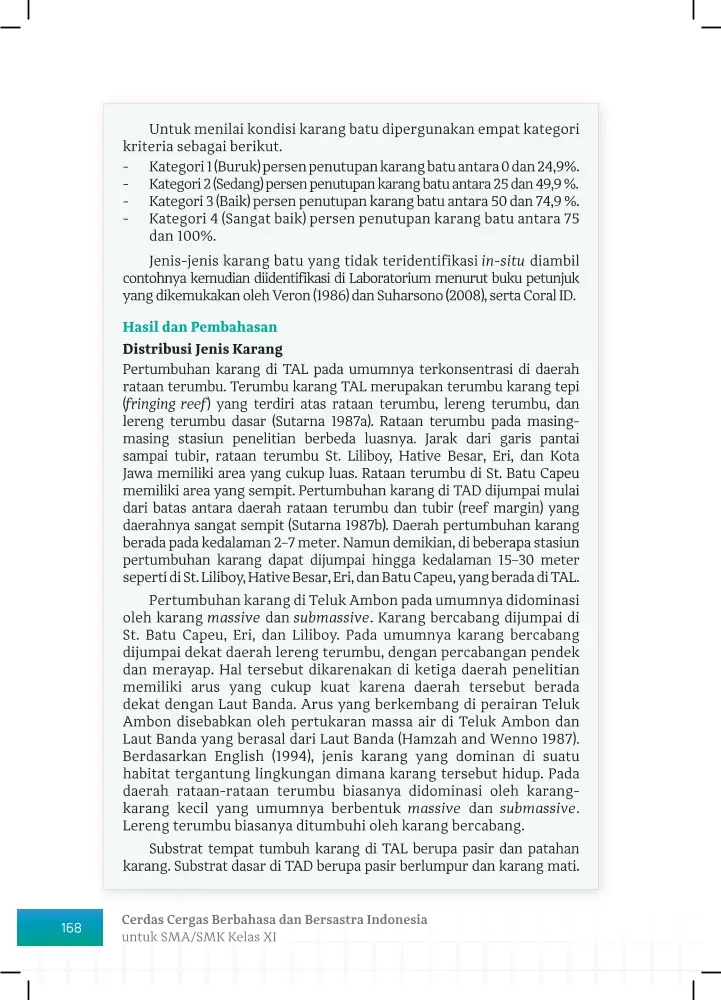 Untuk menilai kondisi karang batu dipergunakan empat kategori
kriteria sebagai berikut.
- Kategori 1 (Buruk) persen penutupan karang batu antara 0 dan 24,9%.
- Kategori 2 (Sedang) persen penutupan karang batu antara 25 dan 49,9 %.
- Kategori 3 (Baik) persen penutupan karang batu antara 50 dan 74,9 %.
- Kategori 4 (Sangat baik) persen penutupan karang batu antara 75
dan 100%.
Jenis-jenis karang batu yang tidak teridentifikasi in-situ diambil
contohnya kemudian diidentifikasi di Laboratorium menurut buku petunjuk
yang dikemukakan oleh Veron (1986) dan Suharsono (2008), serta Coral ID.
Hasil dan Pembahasan
Distribusi Jenis Karang
Pertumbuhan karang di TAL pada umumnya terkonsentrasi di daerah
rataan terumbu. Terumbu karang TAL merupakan terumbu karang tepi
(fringing reef) yang terdiri atas rataan terumbu, lereng terumbu, dan
lereng terumbu dasar (Sutarna 1987a). Rataan terumbu pada masing-
masing stasiun penelitian berbeda luasnya. Jarak dari garis pantai
sampai tubir, rataan terumbu St. Liliboy, Hative Besar, Eri, dan Kota
Jawa memiliki area yang cukup luas. Rataan terumbu di St. Batu Capeu
memiliki area yang sempit. Pertumbuhan karang di TAD dijumpai mulai
dari batas antara daerah rataan terumbu dan tubir (reef margin) yang
daerahnya sangat sempit (Sutarna 1987b). Daerah pertumbuhan karang
berada pada kedalaman 2–7 meter. Namun demikian, di beberapa stasiun
pertumbuhan karang dapat dijumpai hingga kedalaman 15–30 meter
seperti di St. Liliboy, Hative Besar, Eri, dan Batu Capeu, yang berada di TAL.
Pertumbuhan karang di Teluk Ambon pada umumnya didominasi
oleh karang massive dan submassive. Karang bercabang dijumpai di
St. Batu Capeu, Eri, dan Liliboy. Pada umumnya karang bercabang
dijumpai dekat daerah lereng terumbu, dengan percabangan pendek
dan merayap. Hal tersebut dikarenakan di ketiga daerah penelitian
memiliki arus yang cukup kuat karena daerah tersebut berada
dekat dengan Laut Banda. Arus yang berkembang di perairan Teluk
Ambon disebabkan oleh pertukaran massa air di Teluk Ambon dan
Laut Banda yang berasal dari Laut Banda (Hamzah and Wenno 1987).
Berdasarkan English (1994), jenis karang yang dominan di suatu
habitat tergantung lingkungan dimana karang tersebut hidup. Pada
daerah rataan-rataan terumbu biasanya didominasi oleh karang-
karang kecil yang umumnya berbentuk massive dan submassive.
Lereng terumbu biasanya ditumbuhi oleh karang bercabang.
Substrat tempat tumbuh karang di TAL berupa pasir dan patahan
karang. Substrat dasar di TAD berupa pasir berlumpur dan karang mati.
168
Cerdas Cergas Berbahasa dan Bersastra Indonesia
untuk SMA/SMK Kelas XI